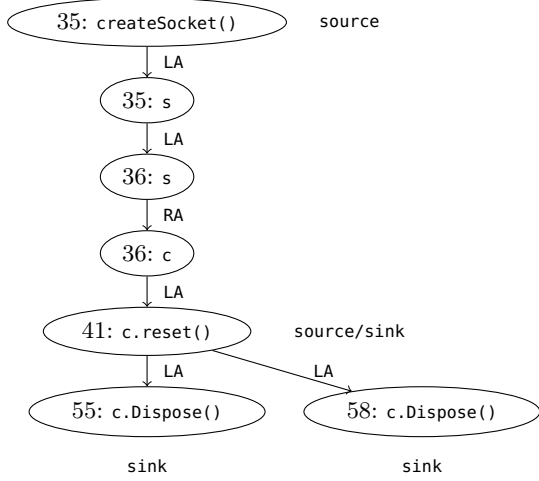 35: createSocket() source
LA
35: s
LA
36: s
RA
36: c
LA
41: c.reset() source/sink
LA LA
55: c.Dispose() 58: c.Dispose()
sink sink